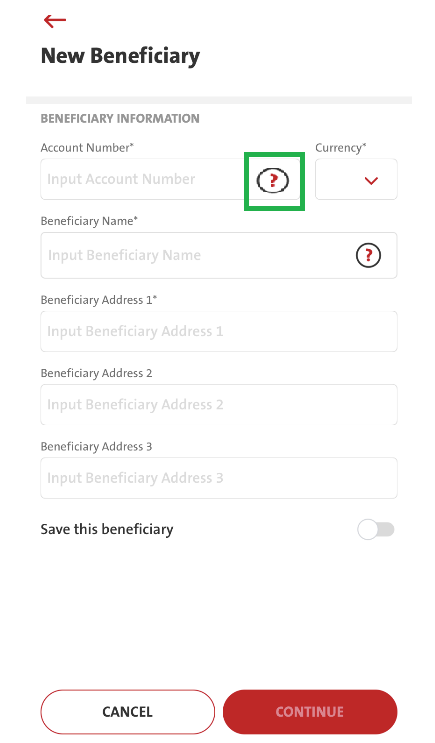 New Beneficiary
BENEFICIARY INFORMATION
Account Number* Currency*
Input Account Number ?
Beneficiary Name*
Input Beneficiary Name ?
Beneficiary Address 1*
Input Beneficiary Address 1
Beneficiary Address 2
Input Beneficiary Address 2
Beneficiary Address 3
Input Beneficiary Address 3
Save this beneficiary
CANCEL CONTINUE